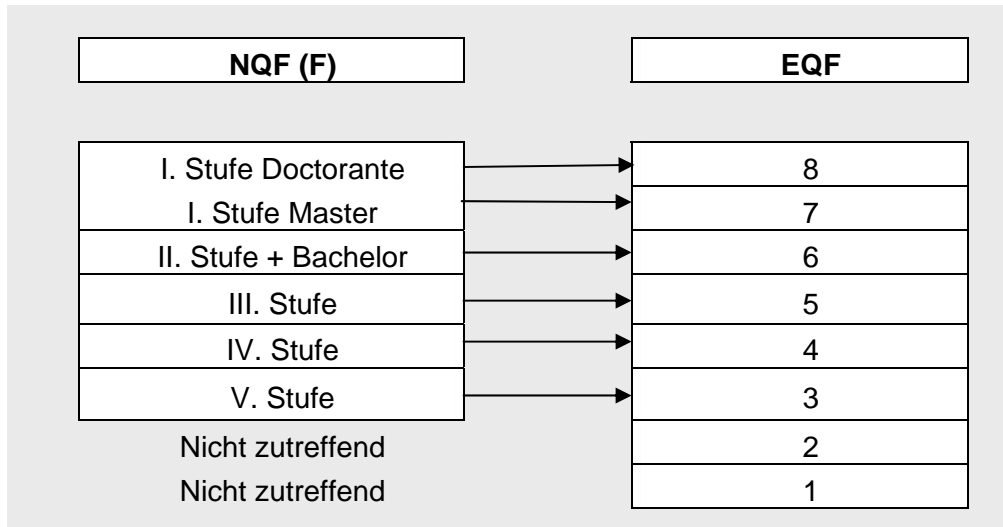 NQF (F) EQF
I. Stufe Doctorante 8
I. Stufe Master 7
II. Stufe + Bachelor 6
III. Stufe 5
IV. Stufe 4
V. Stufe 3
Nicht zutreffend 2
Nicht zutreffend 1